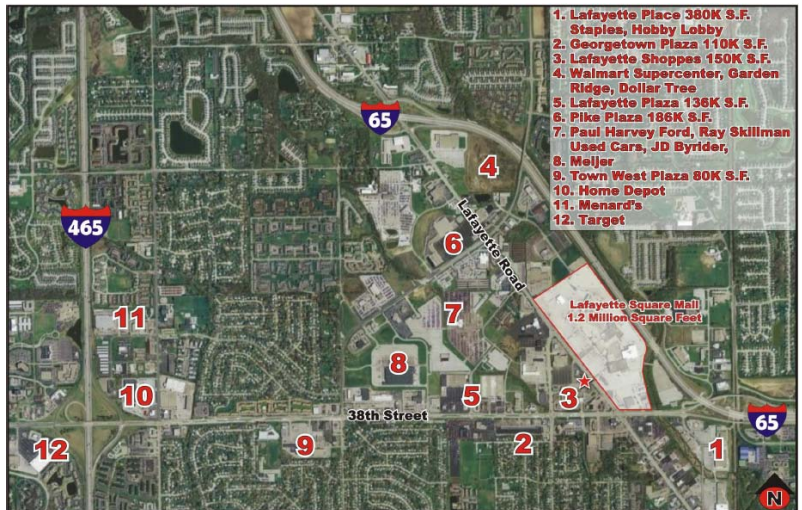 1. Lafayette Place 380K S.F.
Staples, Hobby Lobby
2. Georgetown Plaza 110K S.F.
3. Lafayette Shoppes 150K S.F.
4. Walmart Supercenter, Garden
Ridge, Dollar Tree
5. Lafayette Plaza 136K S.F.
6. Pike Plaza 186K S.F.
7. Paul Harvey Ford, Ray Skillman
Used Cars, JD Byrider,
8. Meijer
9. Town West Plaza 80K S.F.
10. Home Depot
11. Menard's
12. Target
65
4
465
Lafayette Road
6
Lafayette Square Mall
1.2 Million Square Feet
11
7
8
10
5
3
38th Street
65
12
9
2
1
N